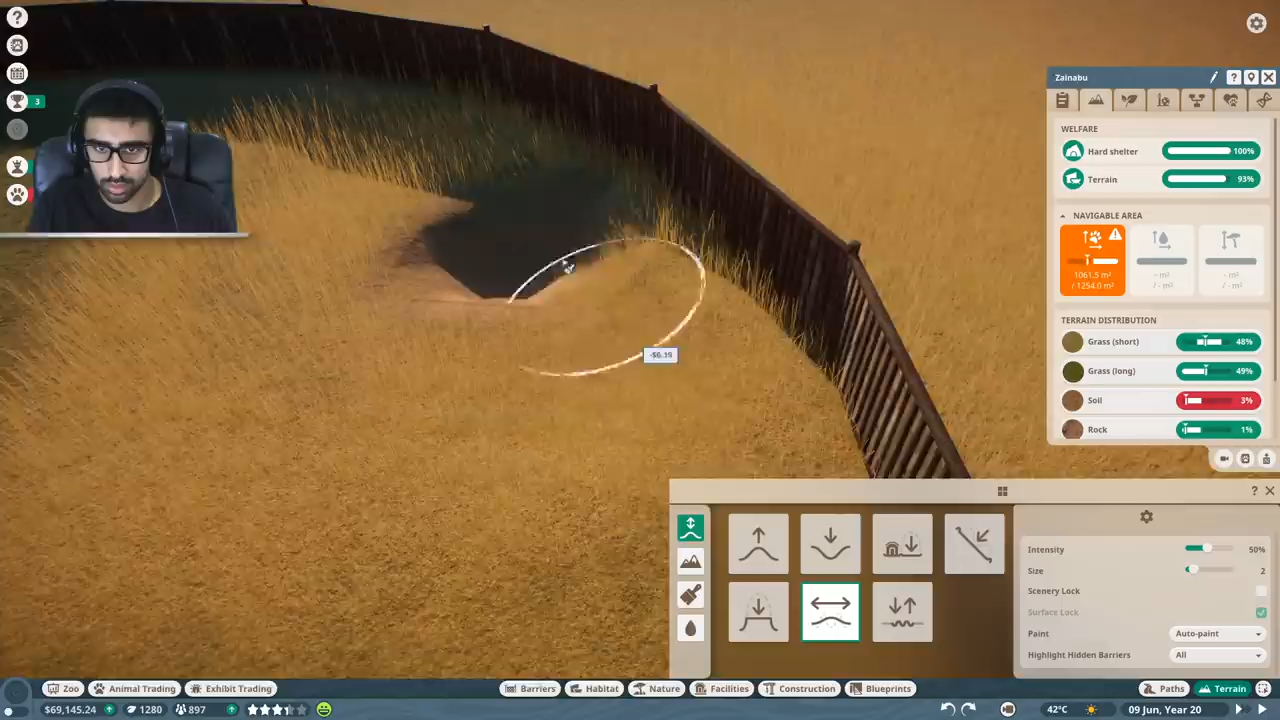 ?
3
Zainabu
?
WELFARE
Hard shelter 100%
Terrain 93%
NAVIGABLE AREA
1061.5 m²
/ 1254.0 m²
- m²
/ - m²
- m²
/ - m²
TERRAIN DISTRIBUTION
Grass (short) 48%
Grass (long) 49%
Soil 3%
Rock 1%
-$6.19
?
Intensity 50%
Size 2
Scenery Lock
Surface Lock
Paint Auto-paint
Highlight Hidden Barriers All
Zoo Animal Trading Exhibit Trading Barriers Habitat Nature Facilities Construction Blueprints Paths Terrain
$69,145.24 1280 897 42°C 09 Jun, Year 20